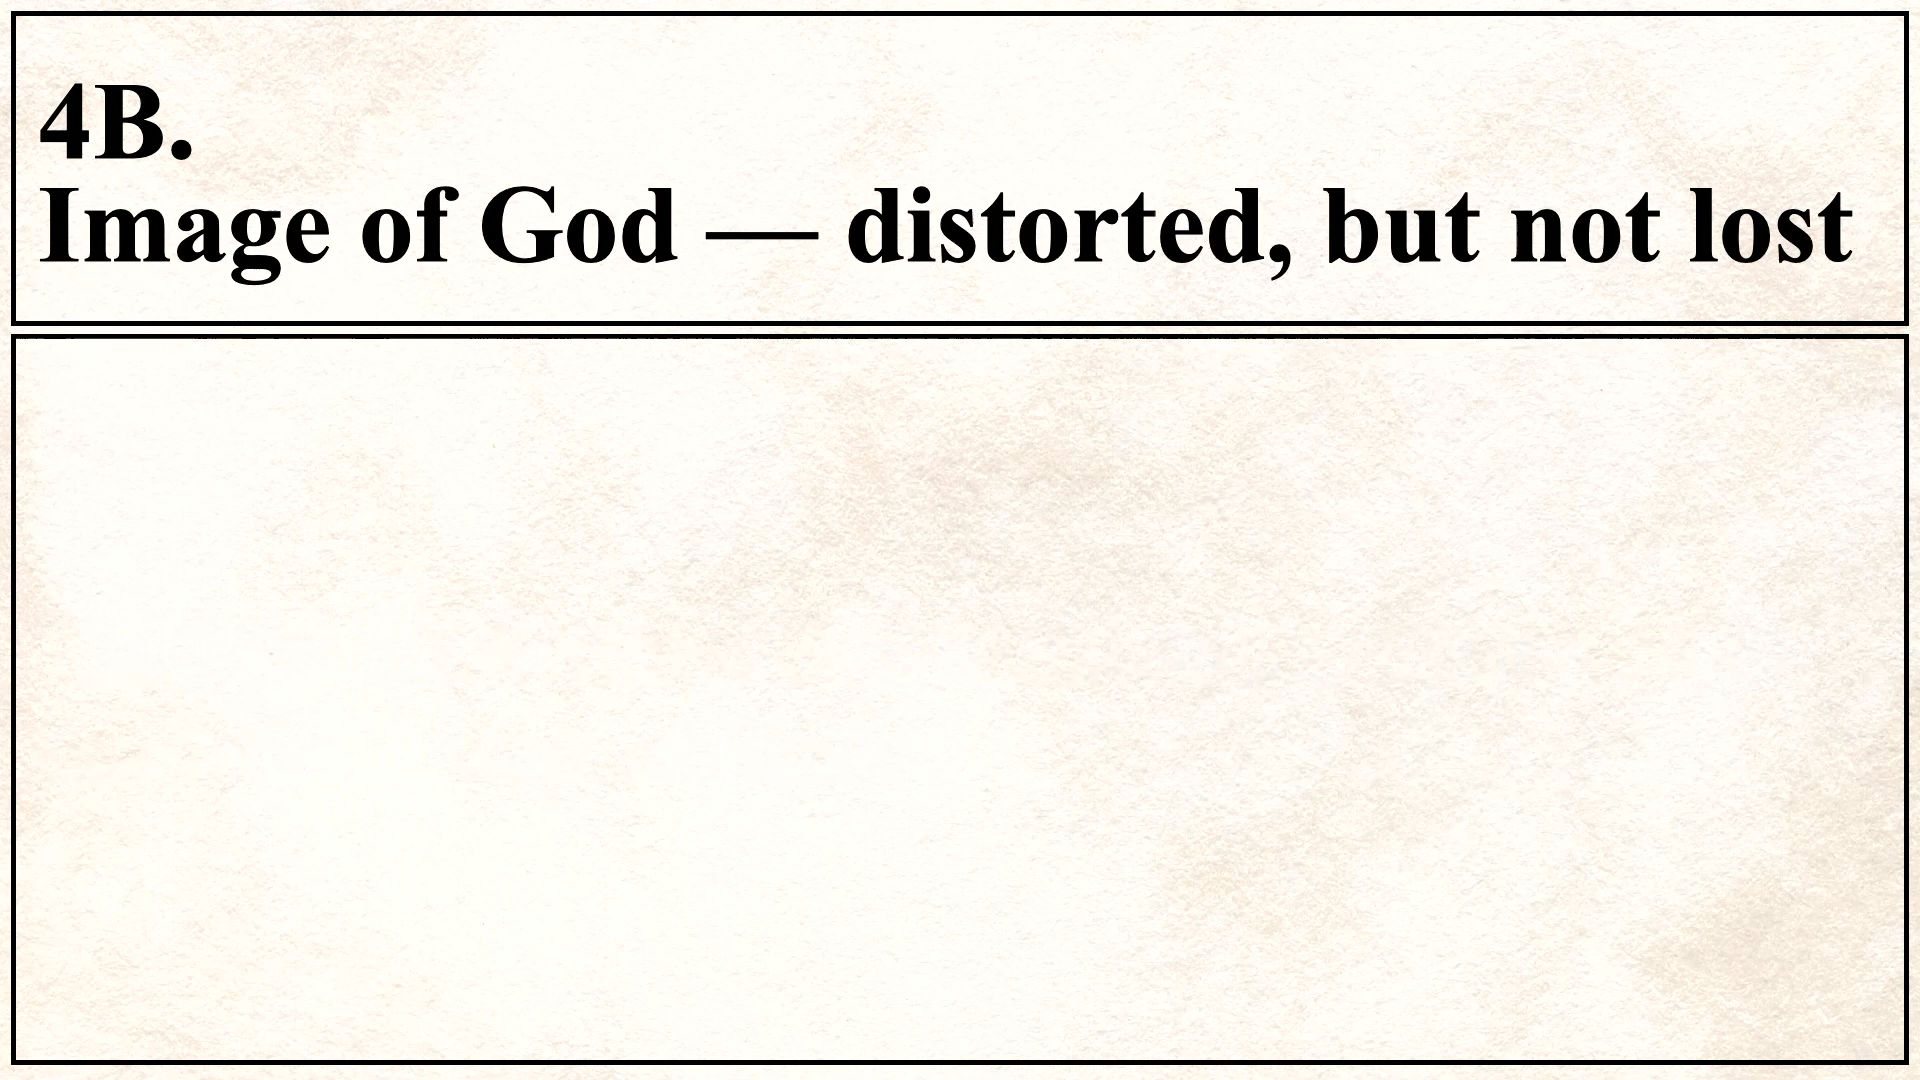 4B.
Image of God — distorted, but not lost